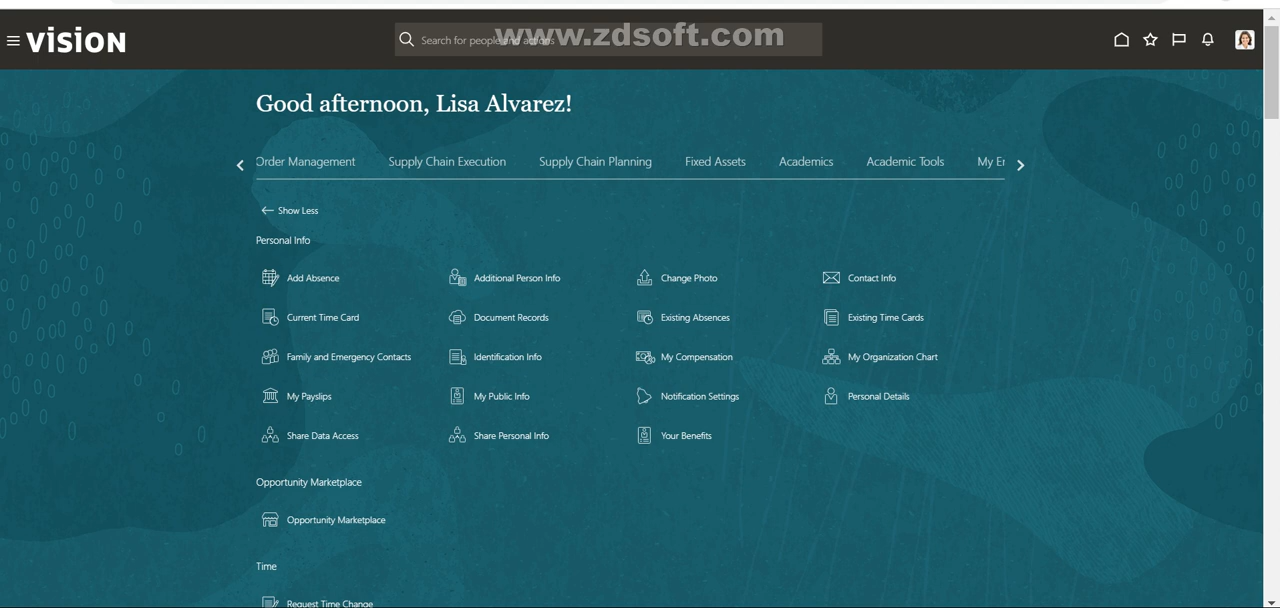 VISION
Search for people and actions
www.zdsoft.com
Good afternoon, Lisa Alvarez!
Order Management Supply Chain Execution Supply Chain Planning Fixed Assets Academics Academic Tools My Er
Show Less
Personal Info
Add Absence Additional Person Info Change Photo Contact Info
Current Time Card Document Records Existing Absences Existing Time Cards
Family and Emergency Contacts Identification Info My Compensation My Organization Chart
My Payslips My Public Info Notification Settings Personal Details
Share Data Access Share Personal Info Your Benefits
Opportunity Marketplace
Opportunity Marketplace
Time
Request Time Change